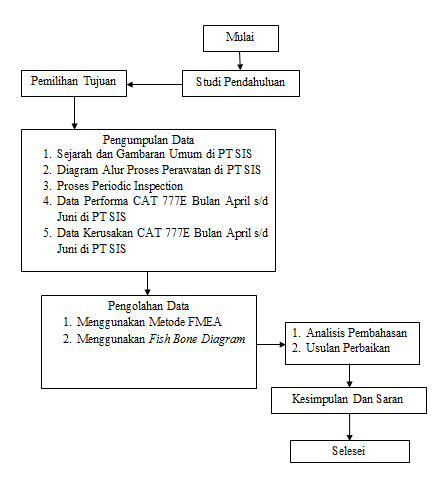 Mulai
Studi Pendahuluan
Pemilihan Tujuan
Pengumpulan Data
1. Sejarah dan Gambaran Umum di PT SIS
2. Diagram Alur Proses Perawatan di PT SIS
3. Proses Periodic Inspection
4. Data Performa CAT 777E Bulan April s/d
Juni di PT SIS
5. Data Kerusakan CAT 777E Bulan April s/d
Juni di PT SIS
Pengolahan Data
1. Menggunakan Metode FMEA
2. Menggunakan Fish Bone Diagram
1. Analisis Pembahasan
2. Usulan Perbaikan
Kesimpulan Dan Saran
Selesei